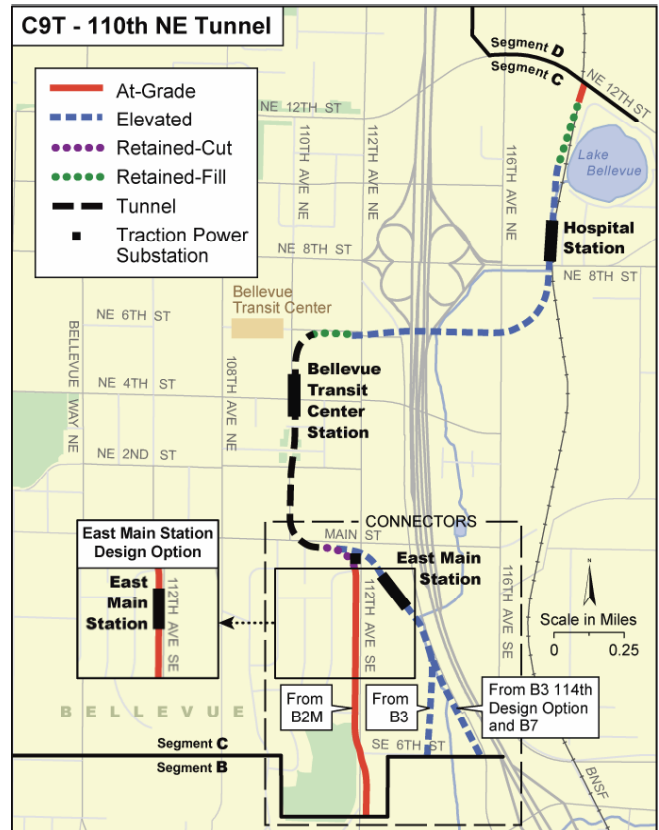 C9T - 110th NE Tunnel
At-Grade
Elevated
Retained-Cut
Retained-Fill
Tunnel
Traction Power
Substation
Segment D
Segment C
NE 12TH ST
NE 12TH ST
110TH AVE NE
112TH AVE NE
116TH AVE NE
Lake
Bellevue
Hospital
Station
NE 8TH ST
NE 8TH ST
Bellevue
Transit Center
NE 6TH ST
BELLEVUE WAY NE
108TH AVE NE
Bellevue
Transit
Center
Station
NE 4TH ST
NE 2ND ST
MAIN ST
CONNECTORS
East Main Station
Design Option
East
Main
Station
112TH AVE SE
East Main
Station
112TH AVE SE
116TH AVE SE
N
Scale in Miles
0 0.25
From
B2M
From
B3
From B3 114th
Design Option
and B7
BELLEVUE
SE 6TH ST
Segment C
Segment B
BNSF